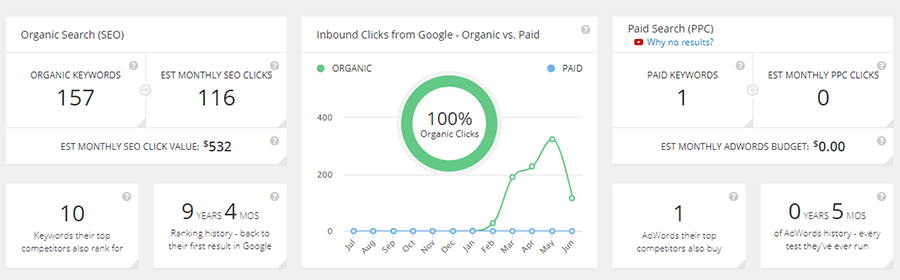 Organic Search (SEO)
ORGANIC KEYWORDS
157
EST MONTHLY SEO CLICKS
116
EST MONTHLY SEO CLICK VALUE: $532
10
Keywords their top
competitors also rank for
9 YEARS 4 MOS
Ranking history - back to
their first result in Google
Inbound Clicks from Google - Organic vs. Paid
ORGANIC
PAID
100%
Organic Clicks
400
200
0
Jul
Aug
Sep
Oct
Nov
Dec
Jan
Feb
Mar
Apr
May
Jun
Paid Search (PPC)
Why no results?
PAID KEYWORDS
1
EST MONTHLY PPC CLICKS
0
EST MONTHLY ADWORDS BUDGET: $0.00
1
AdWords their top
competitors also buy
0 YEARS 5 MOS
of AdWords history - every
test they've ever run